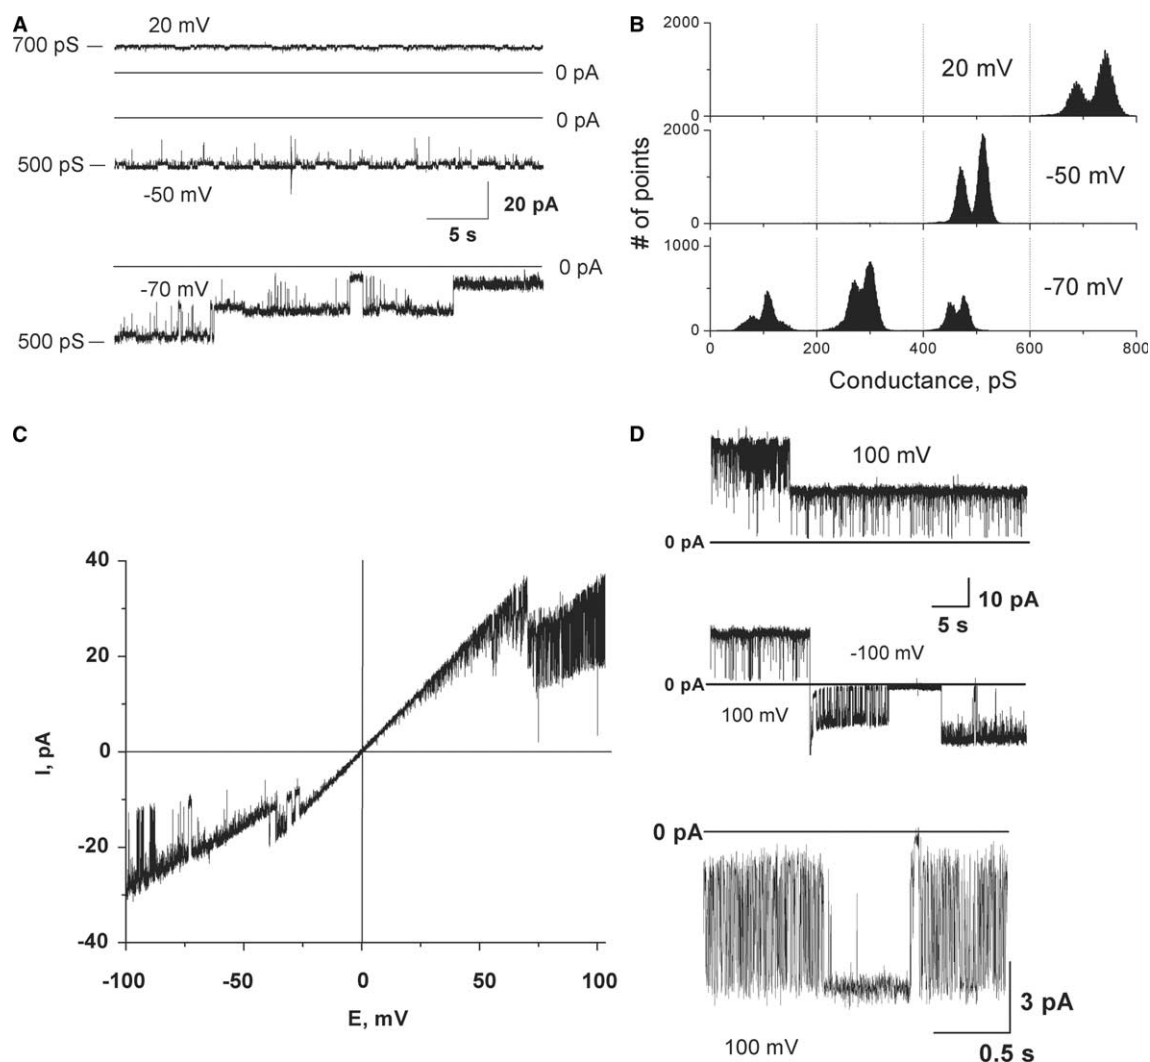 A
20 mV
700 pS
0 pA
0 pA
500 pS
-50 mV
20 pA
5 s
0 pA
-70 mV
500 pS
B
2000
1000
0
20 mV
2000
1000
0
-50 mV
1000
500
0
-70 mV
# of points
0 200 400 600 800
Conductance, pS
C
40
20
0
-20
-40
I, pA
-100 -50 0 50 100
E, mV
D
100 mV
0 pA
10 pA
5 s
-100 mV
0 pA
100 mV
0 pA
3 pA
0.5 s
100 mV